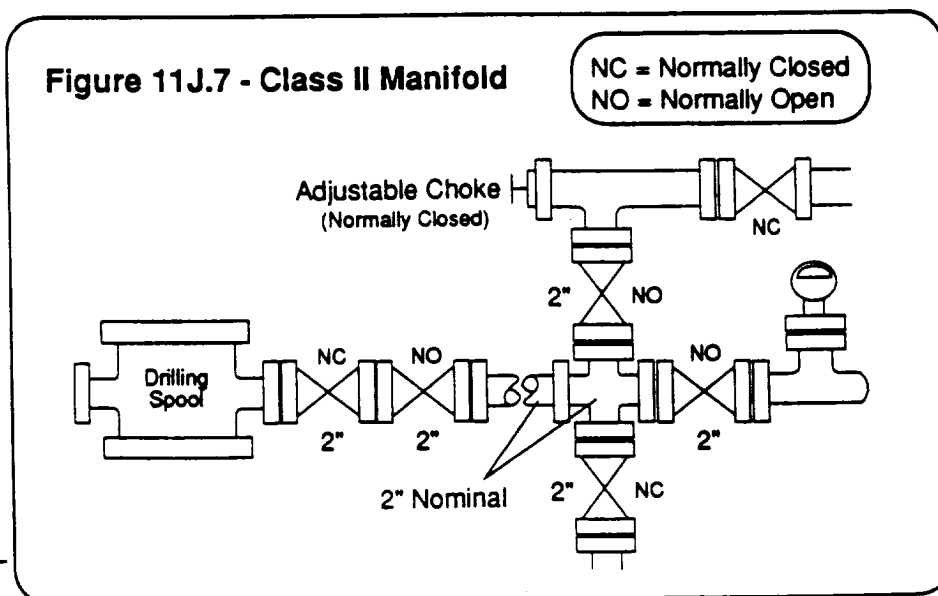 Figure 11J.7 - Class II Manifold
NC = Normally Closed
NO = Normally Open
Adjustable Choke
(Normally Closed)
NC
2" NO
NC NO NO
Drilling
Spool
2" 2" 2"
2" Nominal
2" NC